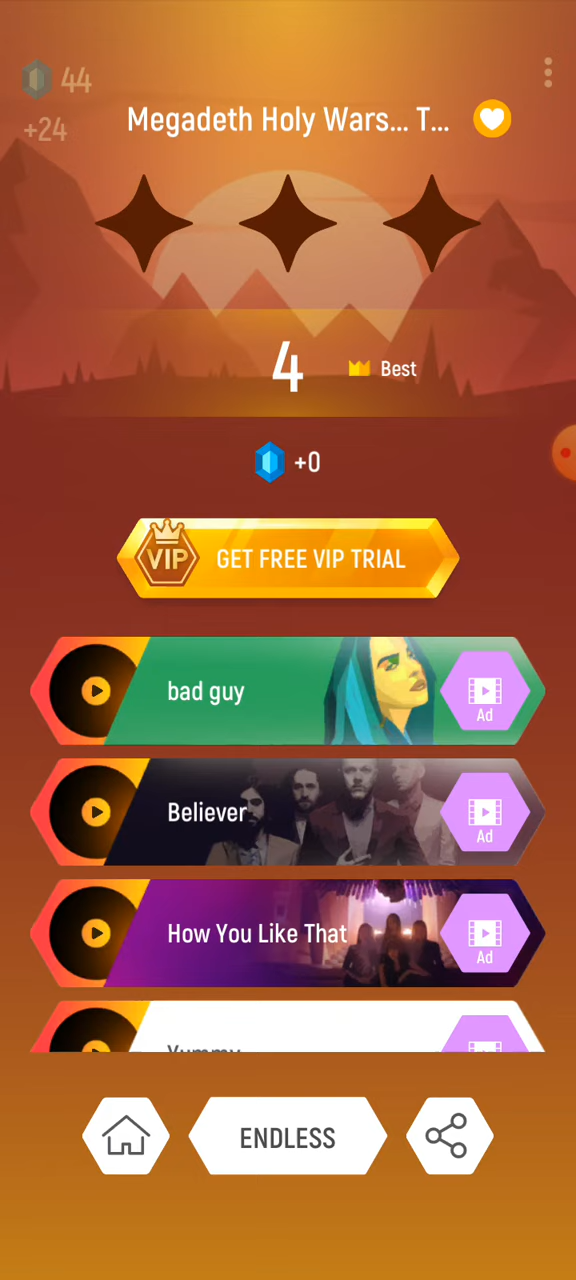 44
+24
Megadeth Holy Wars... T...
4
Best
+0
VIP
GET FREE VIP TRIAL
bad guy
Ad
Believer
Ad
How You Like That
Ad
Yummy
ENDLESS